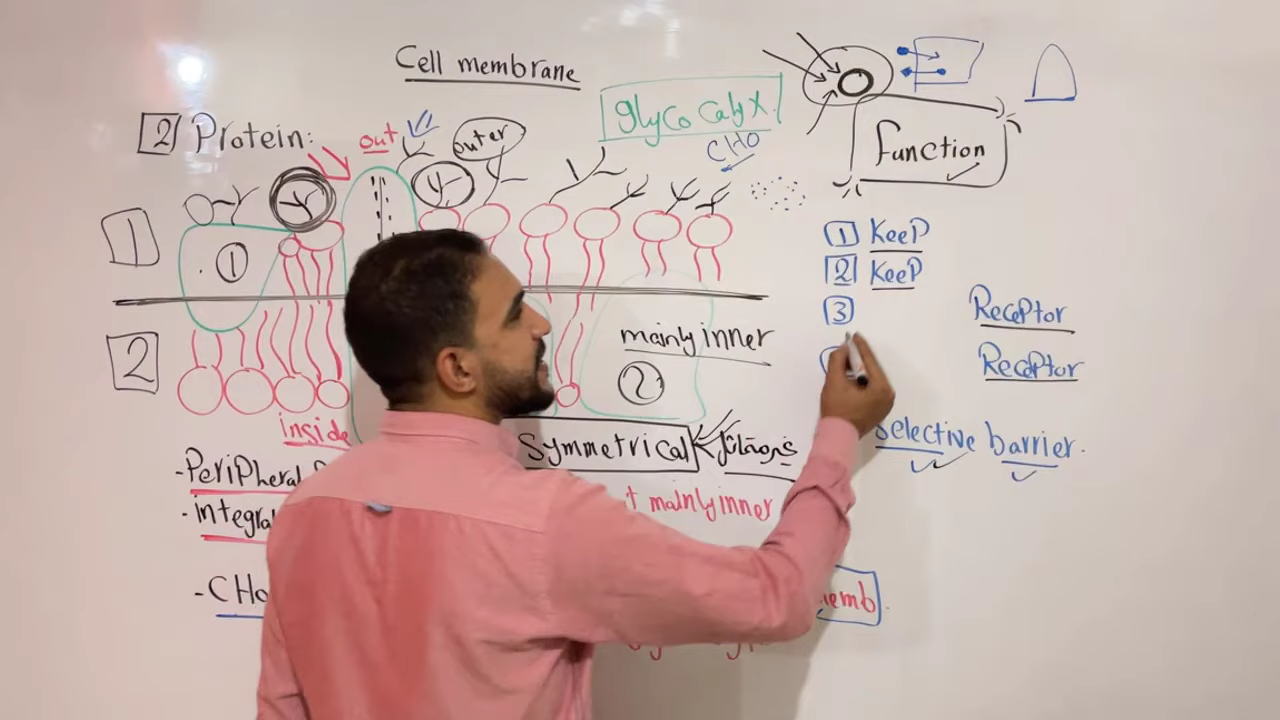 Cell membrane
2 Protein:
out
outer
glyco calyx
CHO
Function
1
1
1 KeeP
2 KeeP
3
Receptor
Receptor
mainly inner
2
2
inside
Symmetrical
selective barrier.
- PeriPheral
- integral
mainly inner
- CHO
memb.